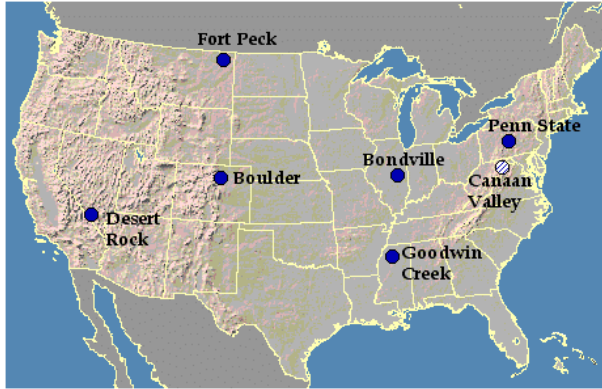 Fort Peck
Penn State
Bondville
Boulder
Canaan
Valley
Desert
Rock
Goodwin
Creek